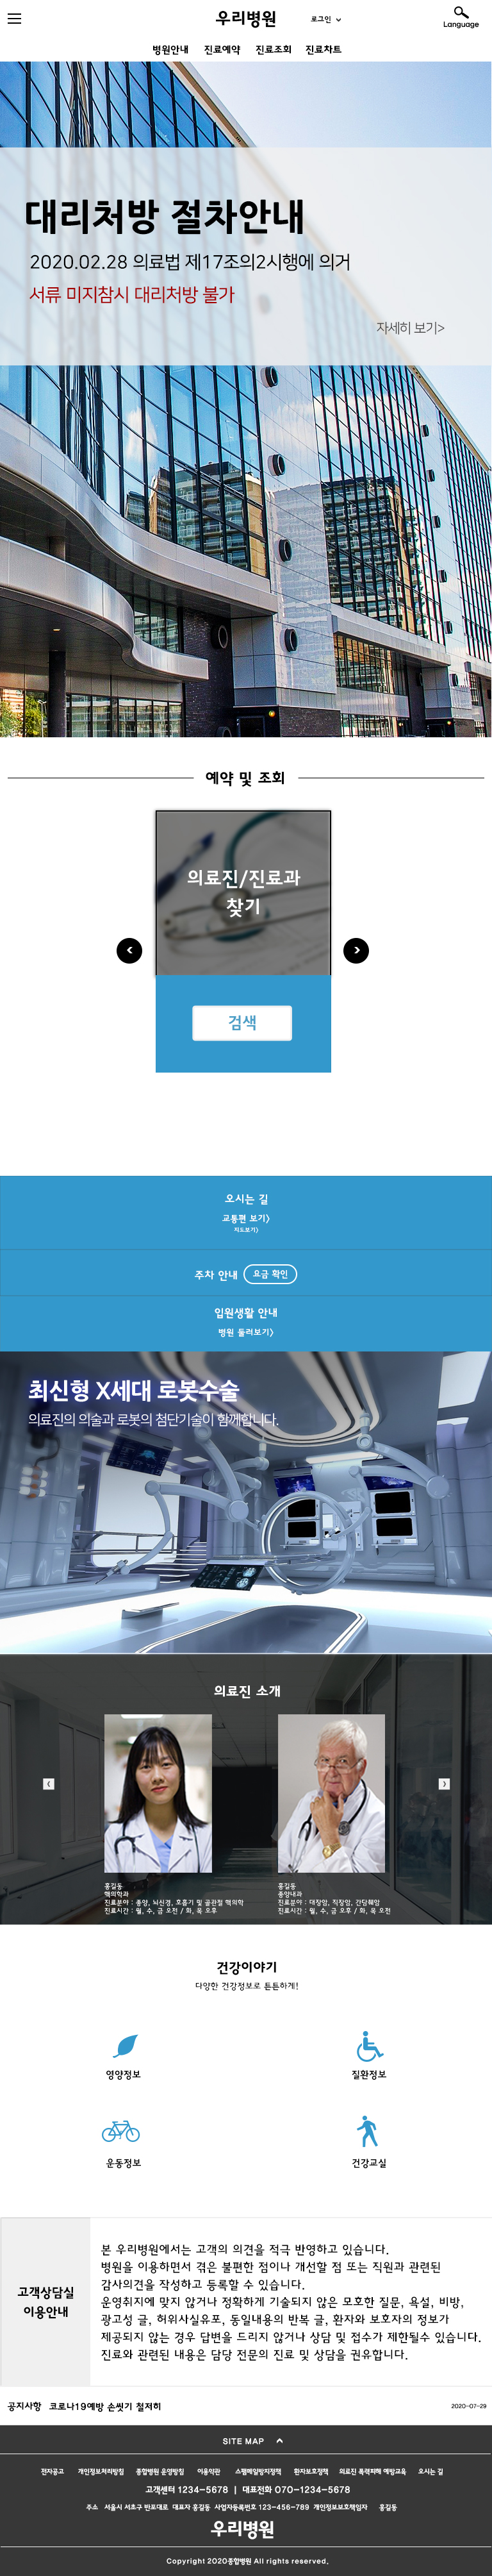 우리병원
로그인
Language
병원안내 진료예약 진료조회 진료차트
대리처방 절차안내
2020.02.28 의료법 제17조의2시행에 의거
서류 미지참시 대리처방 불가
자세히 보기>
예약 및 조회
의료진/진료과
찾기
검색
오시는 길
교통편 보기>
지도보기>
주차 안내 요금 확인
입원생활 안내
병원 둘러보기>
최신형 X세대 로봇수술
의료진의 의술과 로봇의 첨단기술이 함께합니다.
의료진 소개
홍길동
핵의학과
진료분야 : 종양, 뇌신경, 호흡기 및 골관절 핵의학
진료시간 : 월, 수, 금 오전 / 화, 목 오후
홍길동
종양내과
진료분야 : 대장암, 직장암, 간담췌암
진료시간 : 월, 수, 금 오후 / 화, 목 오전
건강이야기
다양한 건강정보로 튼튼하게!
영양정보
질환정보
운동정보
건강교실
고객상담실
이용안내
본 우리병원에서는 고객의 의견을 적극 반영하고 있습니다.
병원을 이용하면서 겪은 불편한 점이나 개선할 점 또는 직원과 관련된
감사의견을 작성하고 등록할 수 있습니다.
운영취지에 맞지 않거나 정확하게 기술되지 않은 모호한 질문, 욕설, 비방,
광고성 글, 허위사실유포, 동일내용의 반복 글, 환자와 보호자의 정보가
제공되지 않는 경우 답변을 드리지 않거나 상담 및 접수가 제한될수 있습니다.
진료와 관련된 내용은 담당 전문의 진료 및 상담을 권유합니다.
공지사항 코로나19예방 손씻기 철저히 2020-07-29
SITE MAP
전자공고 개인정보처리방침 종합병원 운영방침 이용약관 스팸메일방지정책 환자보호정책 의료진 폭력피해 예방교육 오시는 길
고객센터 1234-5678 | 대표전화 070-1234-5678
주소 서울시 서초구 반포대로 대표자 홍길동 사업자등록번호 123-456-789 개인정보보호책임자 홍길동
우리병원
Copyright 2020종합병원 All rights reserved.